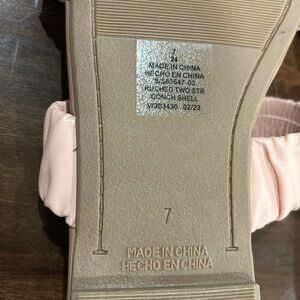 7
24
MADE IN CHINA
HECHO EN CHINA
S/583547-03
RUCHED TWO STR
CONCH SHELL
V/303430 02/23
7
MADE IN CHINA
HECHO EN CHINA